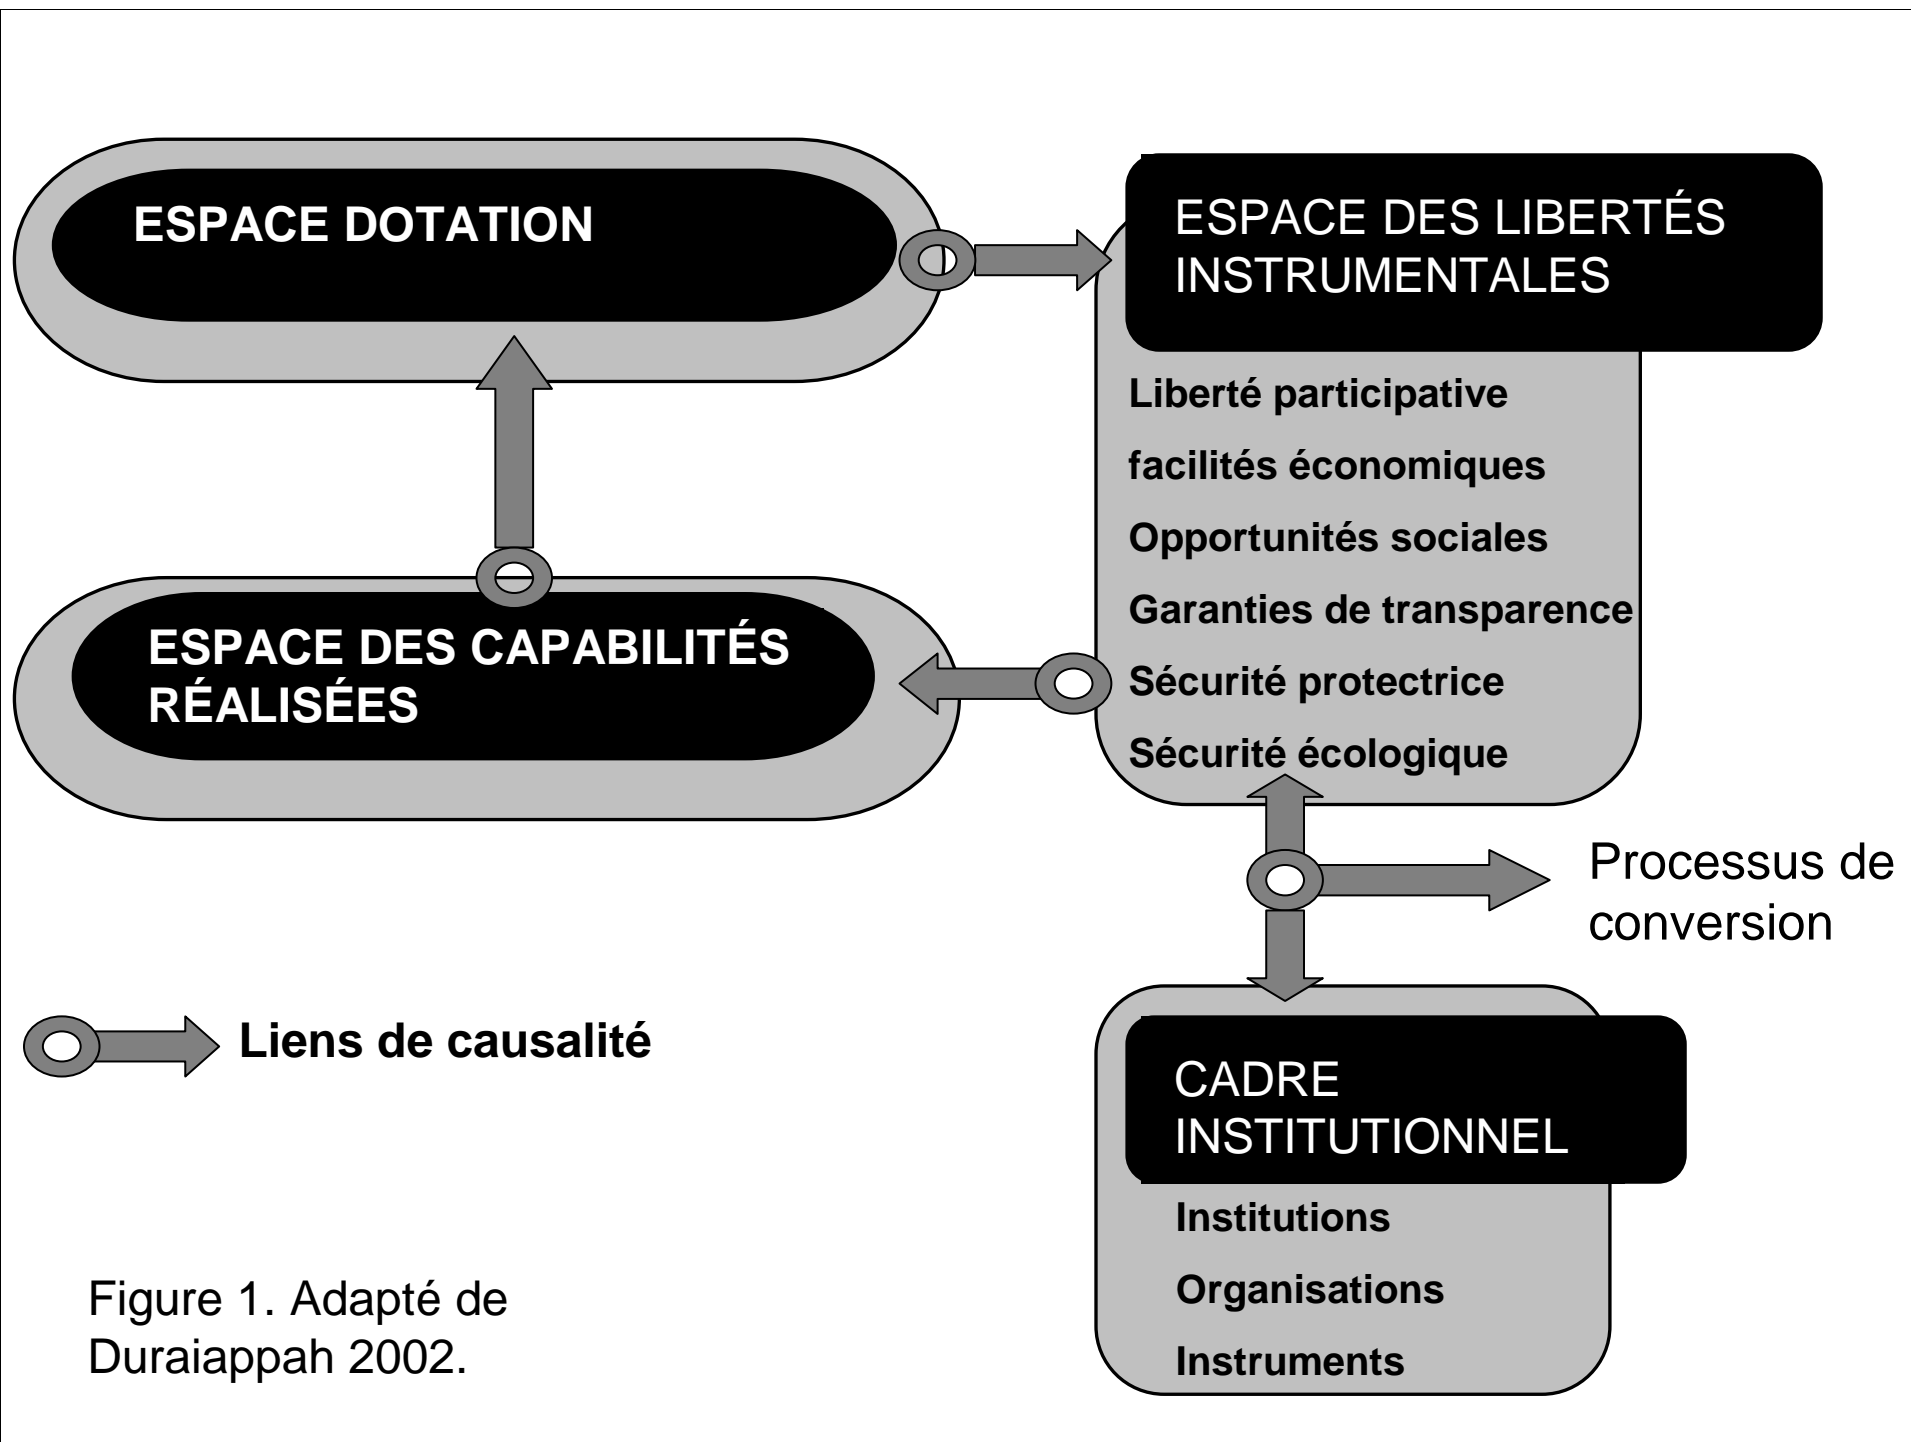 ESPACE DOTATION
ESPACE DES LIBERTÉS
INSTRUMENTALES
Liberté participative
facilités économiques
Opportunités sociales
Garanties de transparence
Sécurité protectrice
Sécurité écologique
ESPACE DES CAPABILITÉS
RÉALISÉES
Processus de
conversion
Liens de causalité
CADRE
INSTITUTIONNEL
Institutions
Organisations
Instruments
Figure 1. Adapté de
Duraiappah 2002.